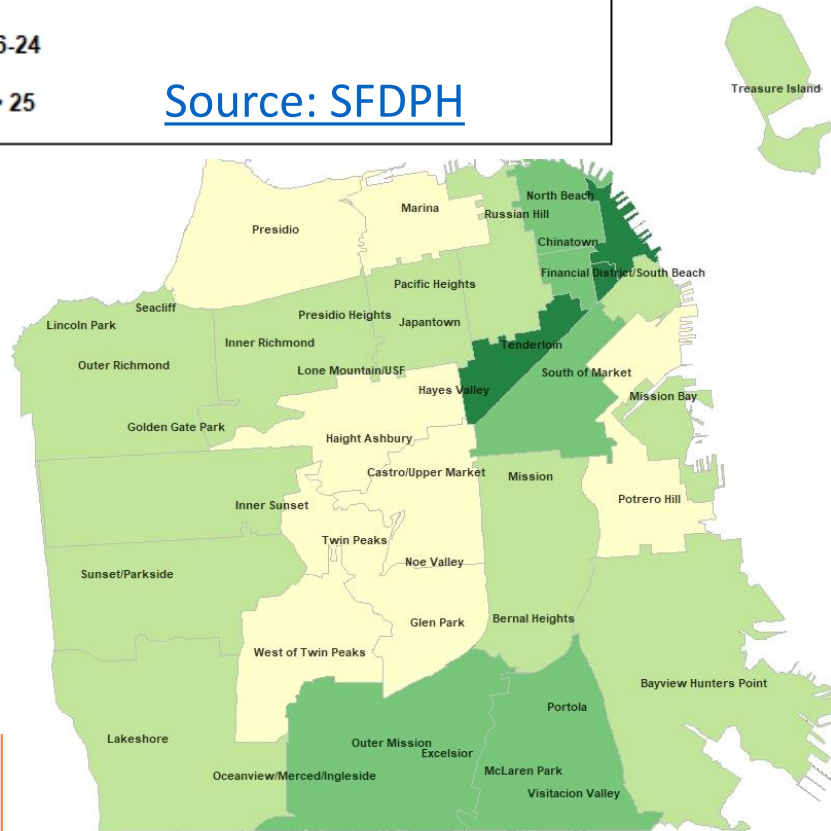 6-24
25
Source: SFDPH
Treasure Island
North Beach
Marina
Russian Hill
Presidio
Chinatown
Financial District/South Beach
Pacific Heights
Seacliff
Presidio Heights
Lincoln Park
Japantown
Inner Richmond
Tenderloin
Outer Richmond
Lone Mountain/USF
South of Market
Hayes Valley
Mission Bay
Golden Gate Park
Haight Ashbury
Castro/Upper Market
Mission
Potrero Hill
Inner Sunset
Twin Peaks
Noe Valley
Sunset/Parkside
Glen Park
Bernal Heights
West of Twin Peaks
Bayview Hunters Point
Portola
Lakeshore
Outer Mission
Excelsior
McLaren Park
Oceanview/Merced/Ingleside
Visitacion Valley